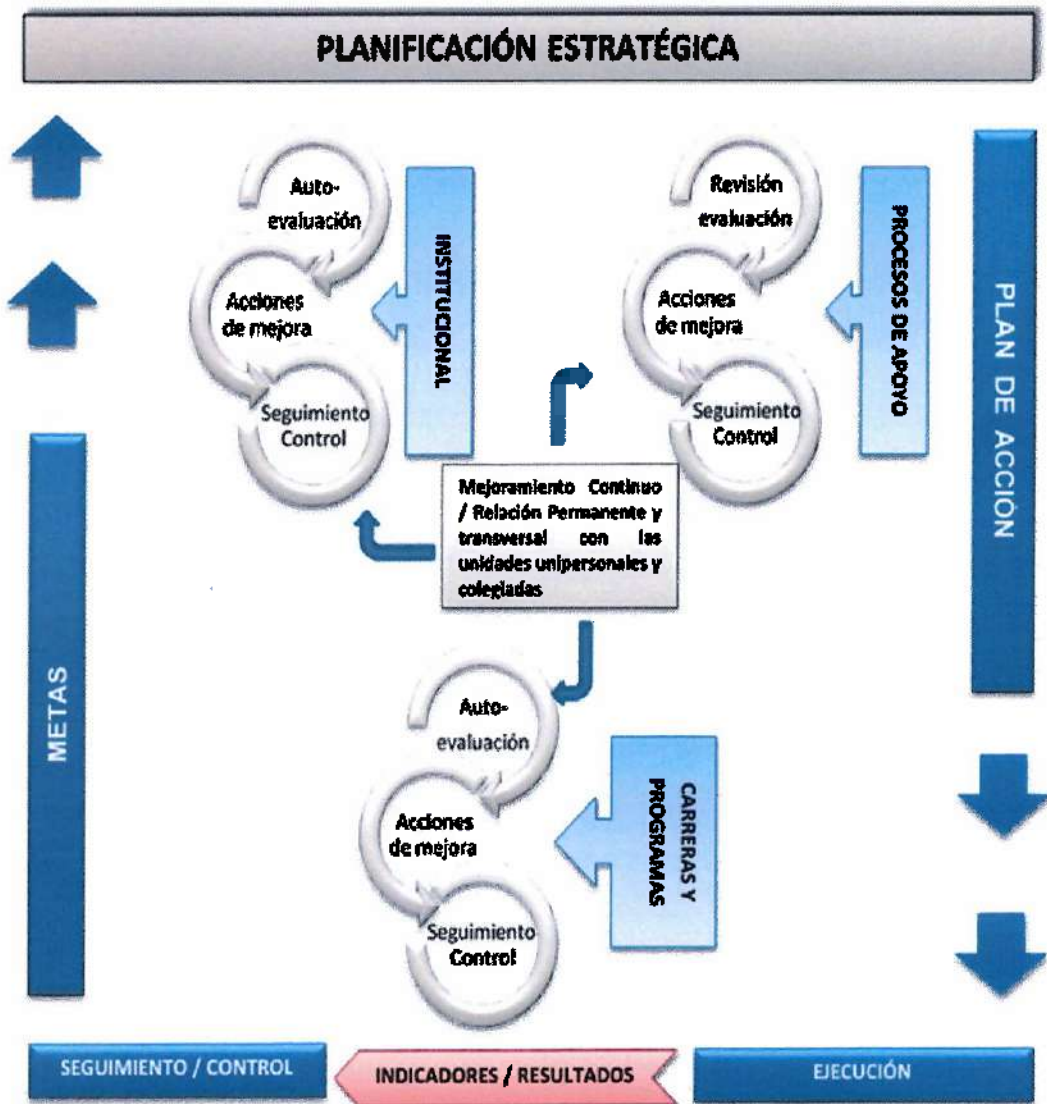 PLANIFICACIÓN ESTRATÉGICA
Auto-
evaluación
Acciones
de mejora
Seguimiento
Control
INSTITUCIONAL
Revisión
evaluación
Acciones
de mejora
Seguimiento
Control
PROCESOS DE APOYO
PLAN DE ACCIÓN
METAS
Mejoramiento Continuo
/ Relación Permanente y
transversal con las
unidades unipersonales y
colegiadas
Auto-
evaluación
Acciones
de mejora
Seguimiento
Control
CARRERAS Y
PROGRAMAS
SEGUIMIENTO / CONTROL
INDICADORES / RESULTADOS
EJECUCIÓN